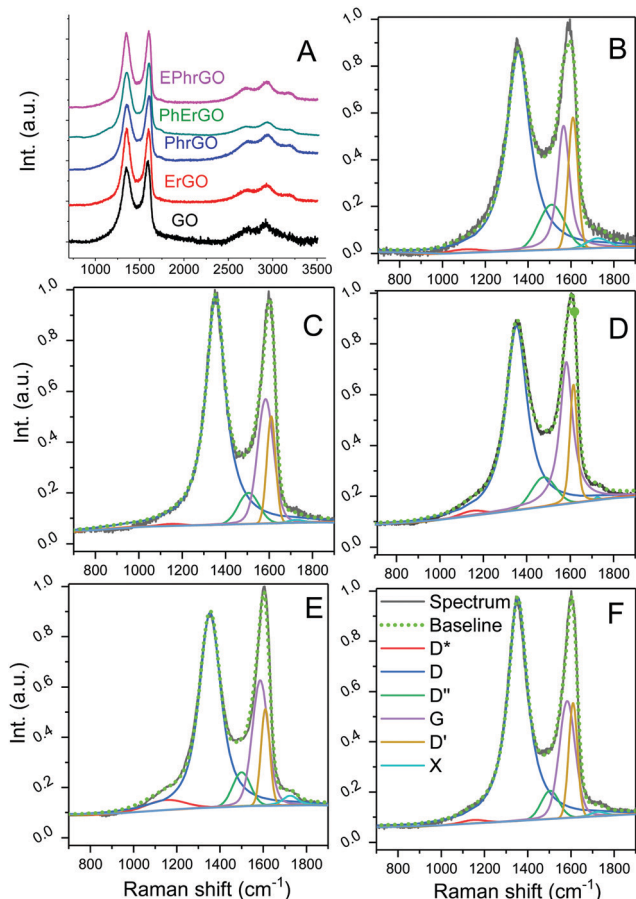 A
EPhrGO
PhErGO
PhrGO
ErGO
GO
Int. (a.u.)
1000 1500 2000 2500 3000 3500
B
1.0
0.8
0.6
0.4
0.2
0.0
800 1000 1200 1400 1600 1800
C
Int. (a.u.)
1.0
0.8
0.6
0.4
0.2
0.0
800 1000 1200 1400 1600 1800
D
1.0
0.8
0.6
0.4
0.2
0.0
800 1000 1200 1400 1600 1800
E
Int. (a.u.)
1.0
0.8
0.6
0.4
0.2
0.0
800 1000 1200 1400 1600 1800
Raman shift (cm⁻¹)
F
Spectrum
Baseline
D*
D
D"
G
D'
X
1.0
0.8
0.6
0.4
0.2
0.0
800 1000 1200 1400 1600 1800
Raman shift (cm⁻¹)